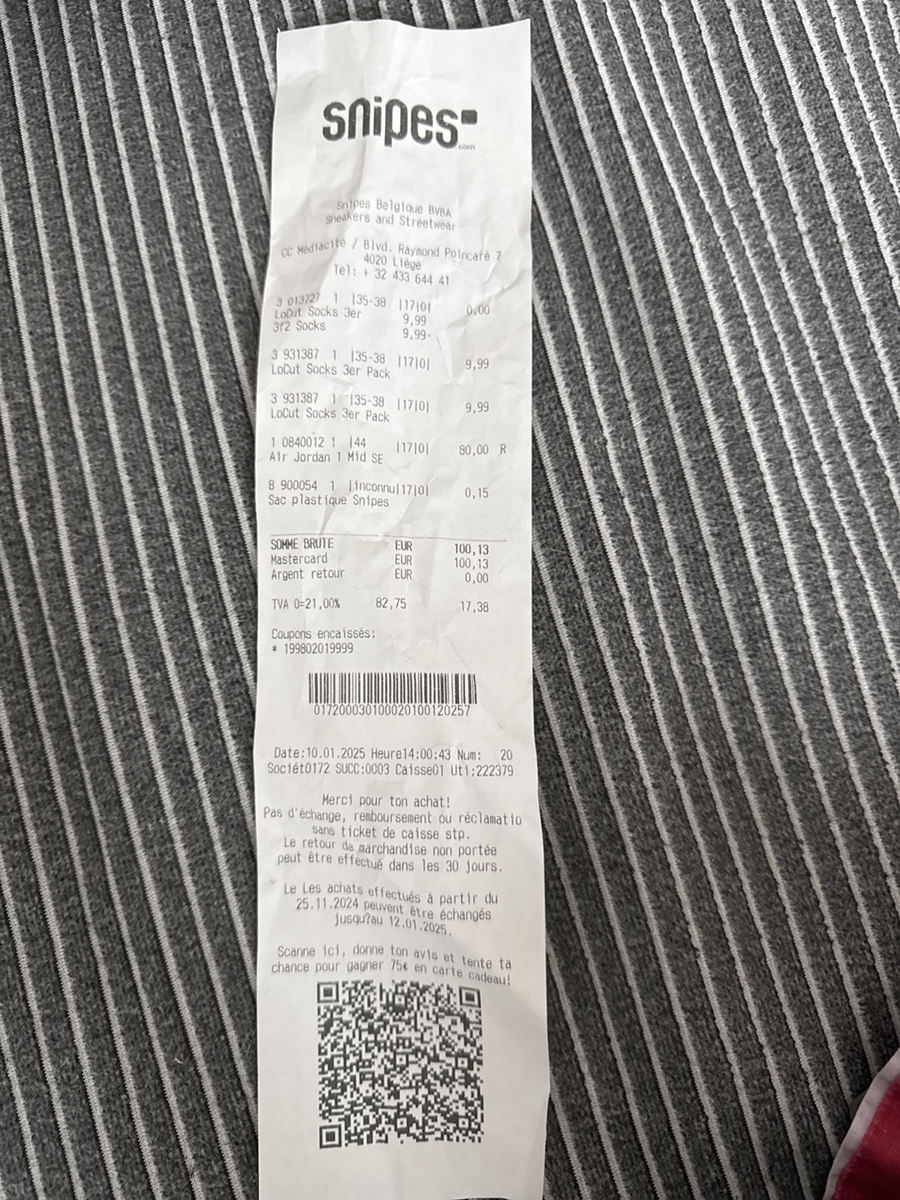 snipes
.com
Snipes Belgique BVBA
Sneakers and Streetwear
CC Médiacité / Blvd. Raymond Poincaré 7
4020 Liège
Tel: + 32 433 644 41
3 013727 1 |35-38 |17|0| 0,00
LoCut Socks 3er 9,99
3f2 Socks 9,99-
3 931387 1 |35-38 |17|0| 9,99
LoCut Socks 3er Pack
3 931387 1 |35-38 |17|0| 9,99
LoCut Socks 3er Pack
1 0840012 1 |44 |17|0| 80,00 R
Air Jordan 1 Mid SE
8 900054 1 |inconnu|17|0| 0,15
Sac plastique Snipes
SOMME BRUTE EUR 100,13
Mastercard EUR 100,13
Argent retour EUR 0,00
TVA 0=21,00% 82,75 17,38
Coupons encaissés:
* 199802019999
017200030100020100120257
Date:10.01.2025 Heure14:00:43 Num: 20
Sociét0172 SUCC:0003 Caisse01 Uti:222379
Merci pour ton achat!
Pas d'échange, remboursement ou réclamatio
sans ticket de caisse stp.
Le retour da marchandise non portée
peut être effectué dans les 30 jours.
Le Les achats effectués à partir du
25.11.2024 peuvent être échangés
jusqu?au 12.01.2025.
Scanne ici, donne ton avis et tente ta
chance pour gagner 75€ en carte cadeau!